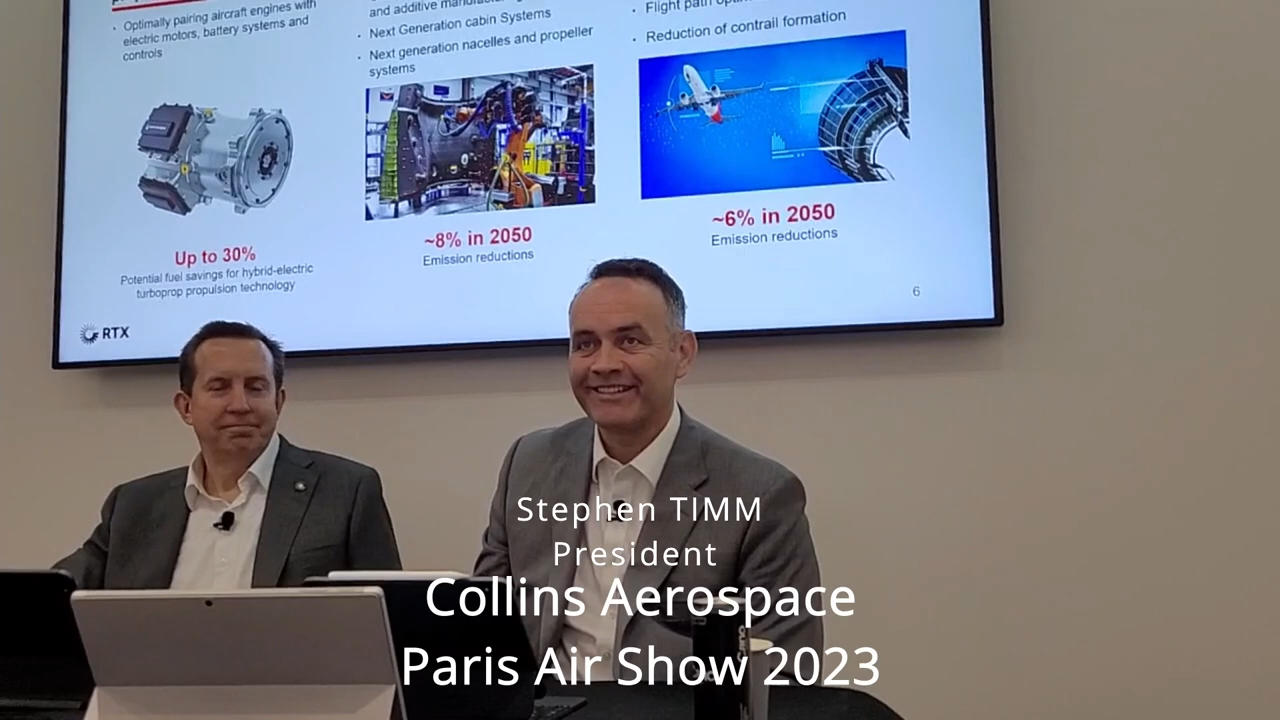 Optimally pairing aircraft engines with
electric motors, battery systems and
controls
Up to 30%
Potential fuel savings for hybrid-electric
turboprop propulsion technology
and additive
Next Generation cabin Systems
Next generation nacelles and propeller
systems
~8% in 2050
Emission reductions
Flight path
Reduction of contrail formation
~6% in 2050
Emission reductions
6
RTX
Stephen TIMM
President
Collins Aerospace
Paris Air Show 2023